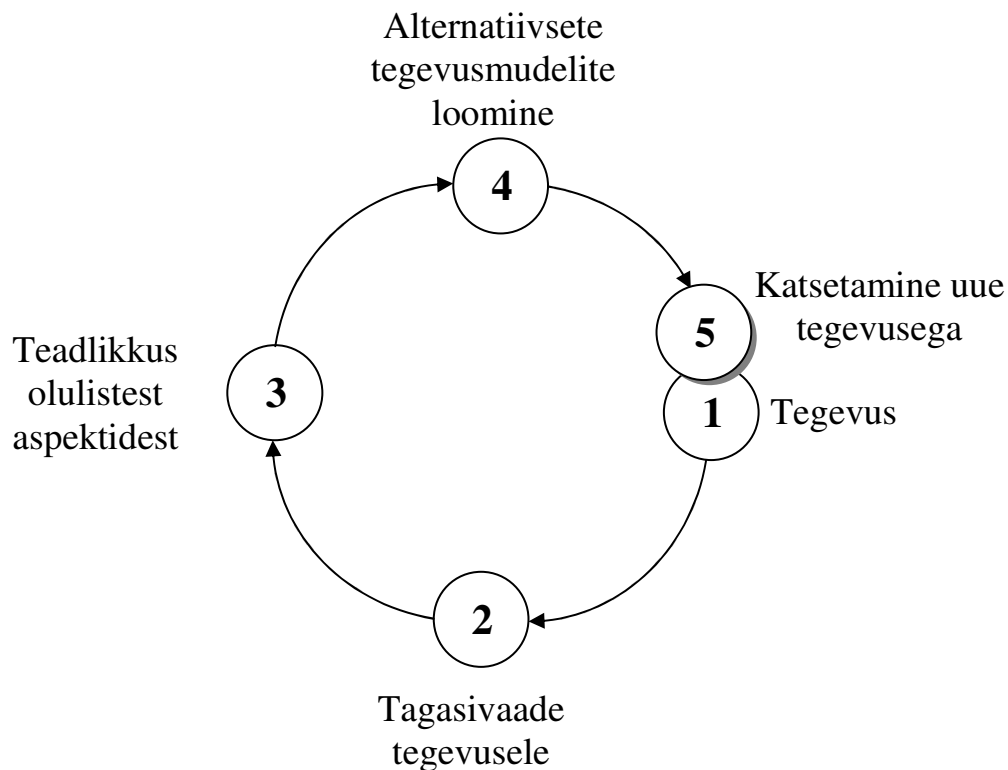 Alternatiivsete
tegevusmudelite
loomine
4
Katsetamine uue
tegevusega
5
Teadlikkus
olulistest
aspektidest
3
1
Tegevus
2
Tagasivaade
tegevusele